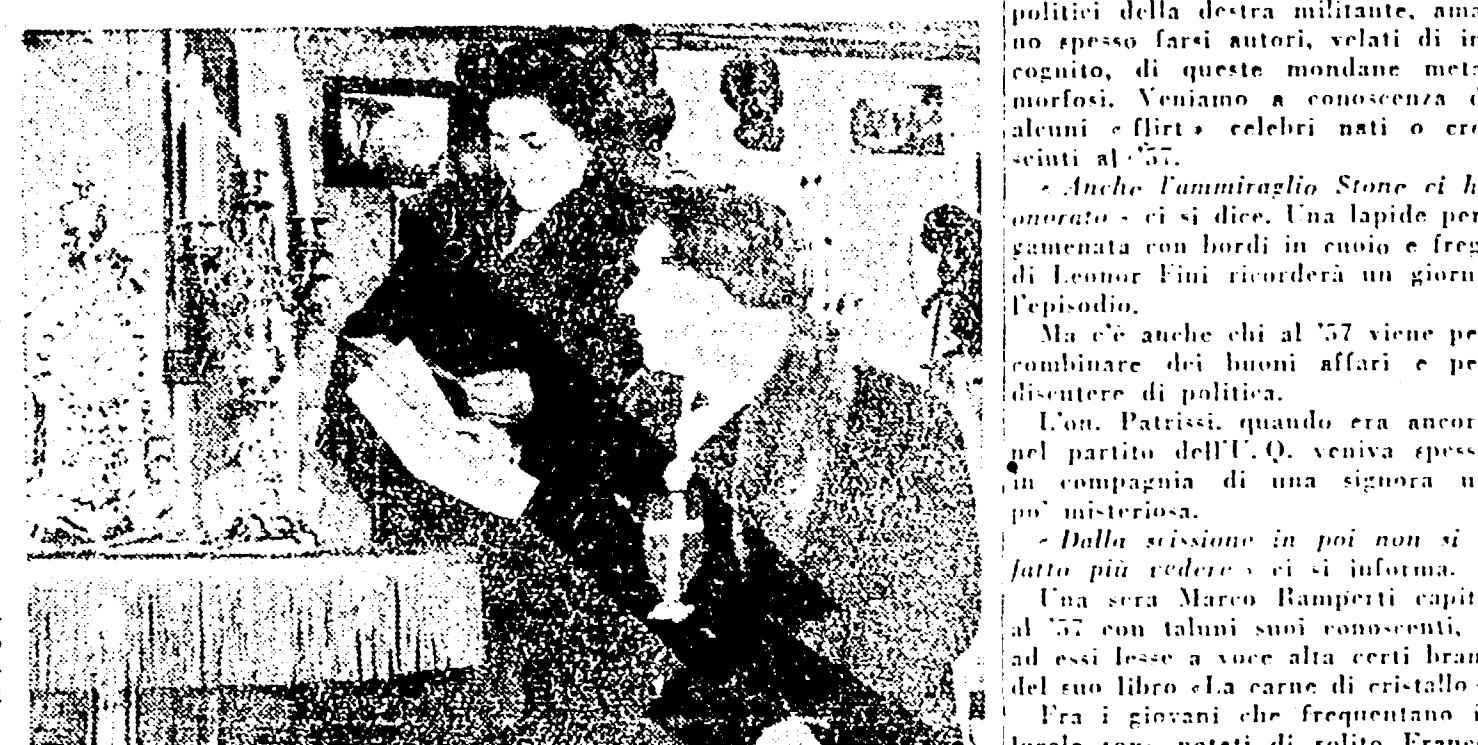 politici della destra militante, ama
no spesso farsi autori, velati di in
cognito, di queste mondane meta
morfosi. Veniamo a conoscenza d
alcuni « flirt » celebri nati o cre
sciuti al '57.
« Anche l'ammiraglio Stone ci h
onorato » ci si dice. Una lapide per
gamenata con bordi in cuoio e freg
di Leonor Fini ricorderà un giorn
l'episodio.
Ma c'è anche chi al '57 viene pe
combinare dei buoni affari e pe
discutere di politica.
L'on. Patrissi, quando era ancor
nel partito dell'U. Q. veniva spess
in compagnia di una signora u
po' misteriosa.
« Dalla scissione in poi non si
fatto più vedere » ci si informa.
Una sera Marco Ramperti capit
al '57 con taluni suoi conoscenti,
ad essi lesse a voce alta certi bran
del suo libro «La carne di cristallo»
Fra i giovani che frequentano i
notati di solito Franc